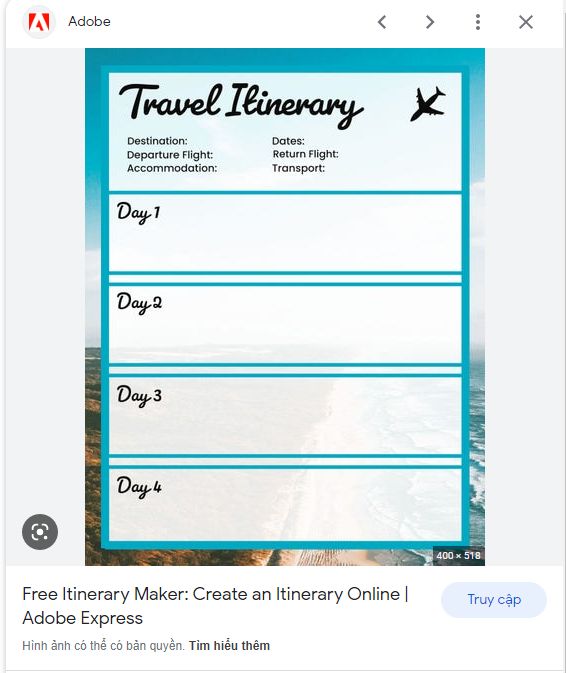 Adobe
Travel Itinerary
Destination: Dates:
Departure Flight: Return Flight:
Accommodation: Transport:
Day 1
Day 2
Day 3
Day 4
400 × 518
Free Itinerary Maker: Create an Itinerary Online |
Adobe Express
Truy cập
Hình ảnh có thể có bản quyền. Tìm hiểu thêm